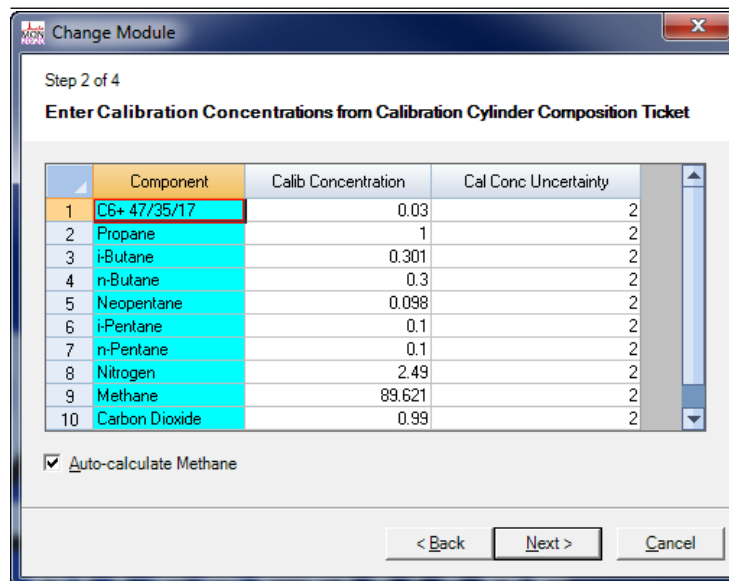 Change Module
Step 2 of 4
Enter Calibration Concentrations from Calibration Cylinder Composition Ticket
Component Calib Concentration Cal Conc Uncertainty
1 C6+ 47/35/17 0.03 2
2 Propane 1 2
3 i-Butane 0.301 2
4 n-Butane 0.3 2
5 Neopentane 0.098 2
6 i-Pentane 0.1 2
7 n-Pentane 0.1 2
8 Nitrogen 2.49 2
9 Methane 89.621 2
10 Carbon Dioxide 0.99 2
Auto-calculate Methane
< Back Next > Cancel